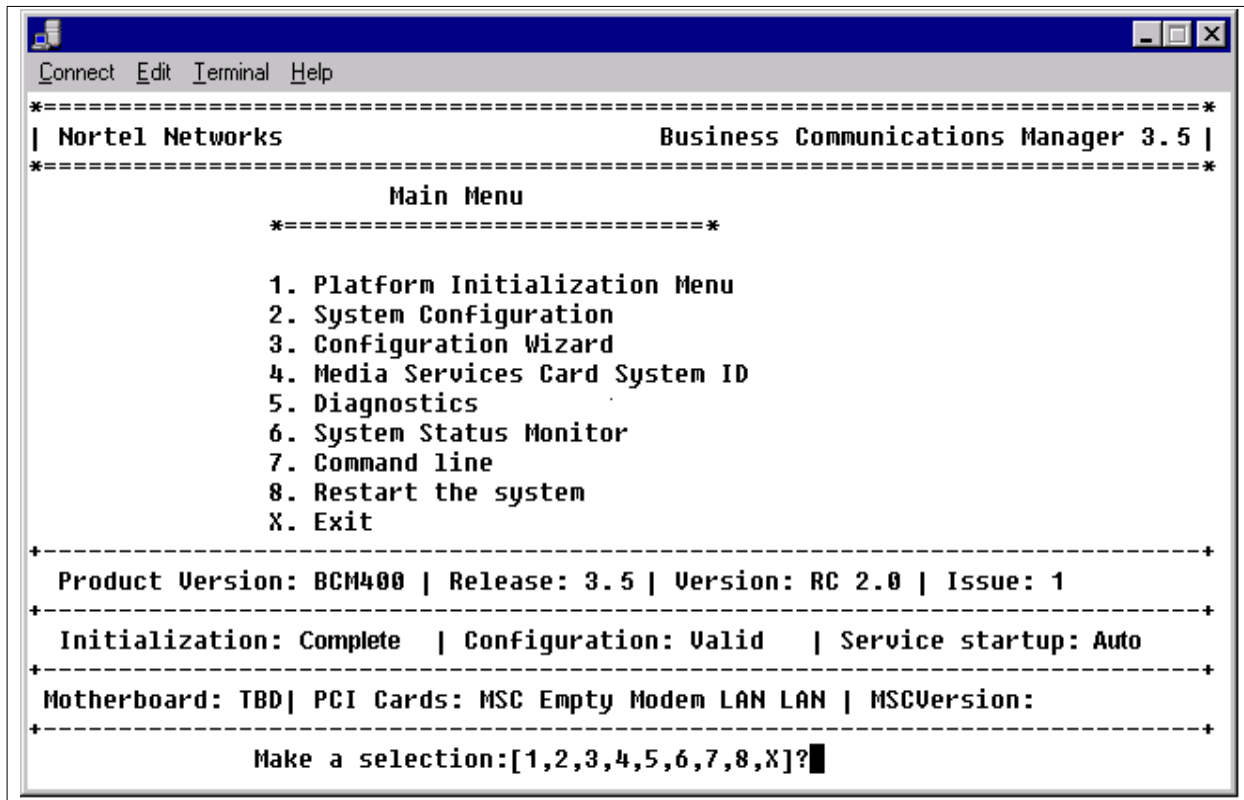 Connect Edit Terminal Help
*=============================================================================*
| Nortel Networks Business Communications Manager 3.5 |
*=============================================================================*
Main Menu
*============================*
1. Platform Initialization Menu
2. System Configuration
3. Configuration Wizard
4. Media Services Card System ID
5. Diagnostics
6. System Status Monitor
7. Command line
8. Restart the system
X. Exit
+-----------------------------------------------------------------------------+
Product Version: BCM400 | Release: 3.5 | Version: RC 2.0 | Issue: 1
+-----------------------------------------------------------------------------+
Initialization: Complete | Configuration: Valid | Service startup: Auto
+-----------------------------------------------------------------------------+
Motherboard: TBD| PCI Cards: MSC Empty Modem LAN LAN | MSCVersion:
+-----------------------------------------------------------------------------+
Make a selection:[1,2,3,4,5,6,7,8,X]?